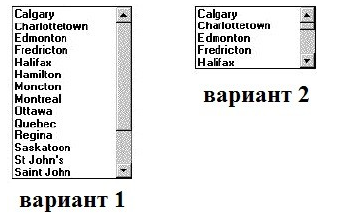 Calgary
Charlottetown
Edmonton
Fredricton
Halifax
Hamilton
Moncton
Montreal
Ottawa
Quebec
Regina
Saskatoon
St John's
Saint John
вариант 1
Calgary
Charlottetown
Edmonton
Fredricton
Halifax
вариант 2